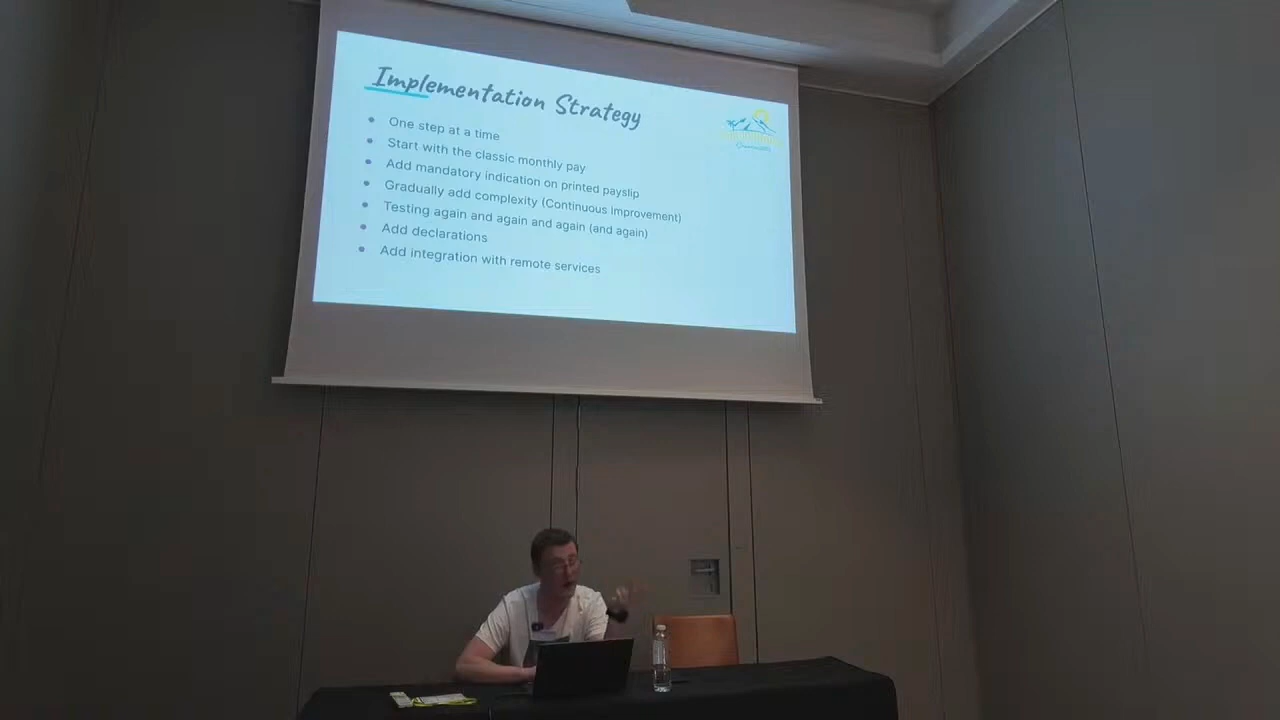 Implementation Strategy
One step at a time
Start with the classic monthly pay
Add mandatory indication on printed payslip
Gradually add complexity (Continuous Improvement)
Testing again and again and again (and again)
Add declarations
Add integration with remote services